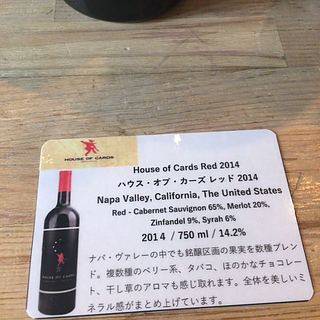 HOUSE OF CARDS
House of Cards Red 2014
ハウス・オブ・カーズ レッド 2014
Napa Valley, California, The United States
Red - Cabernet Sauvignon 65%, Merlot 20%,
Zinfandel 9%, Syrah 6%
2014 / 750 ml / 14.2%
ナパ・ヴァレーの中でも銘醸区画の果実を数種ブレン
ド。複数種のベリー系、タバコ、ほのかなチョコレー
ト、干し草のアロマも感じ取れます。全体を美しいミ
ネラル感がまとめ上げています。
HOUSE OF CARDS